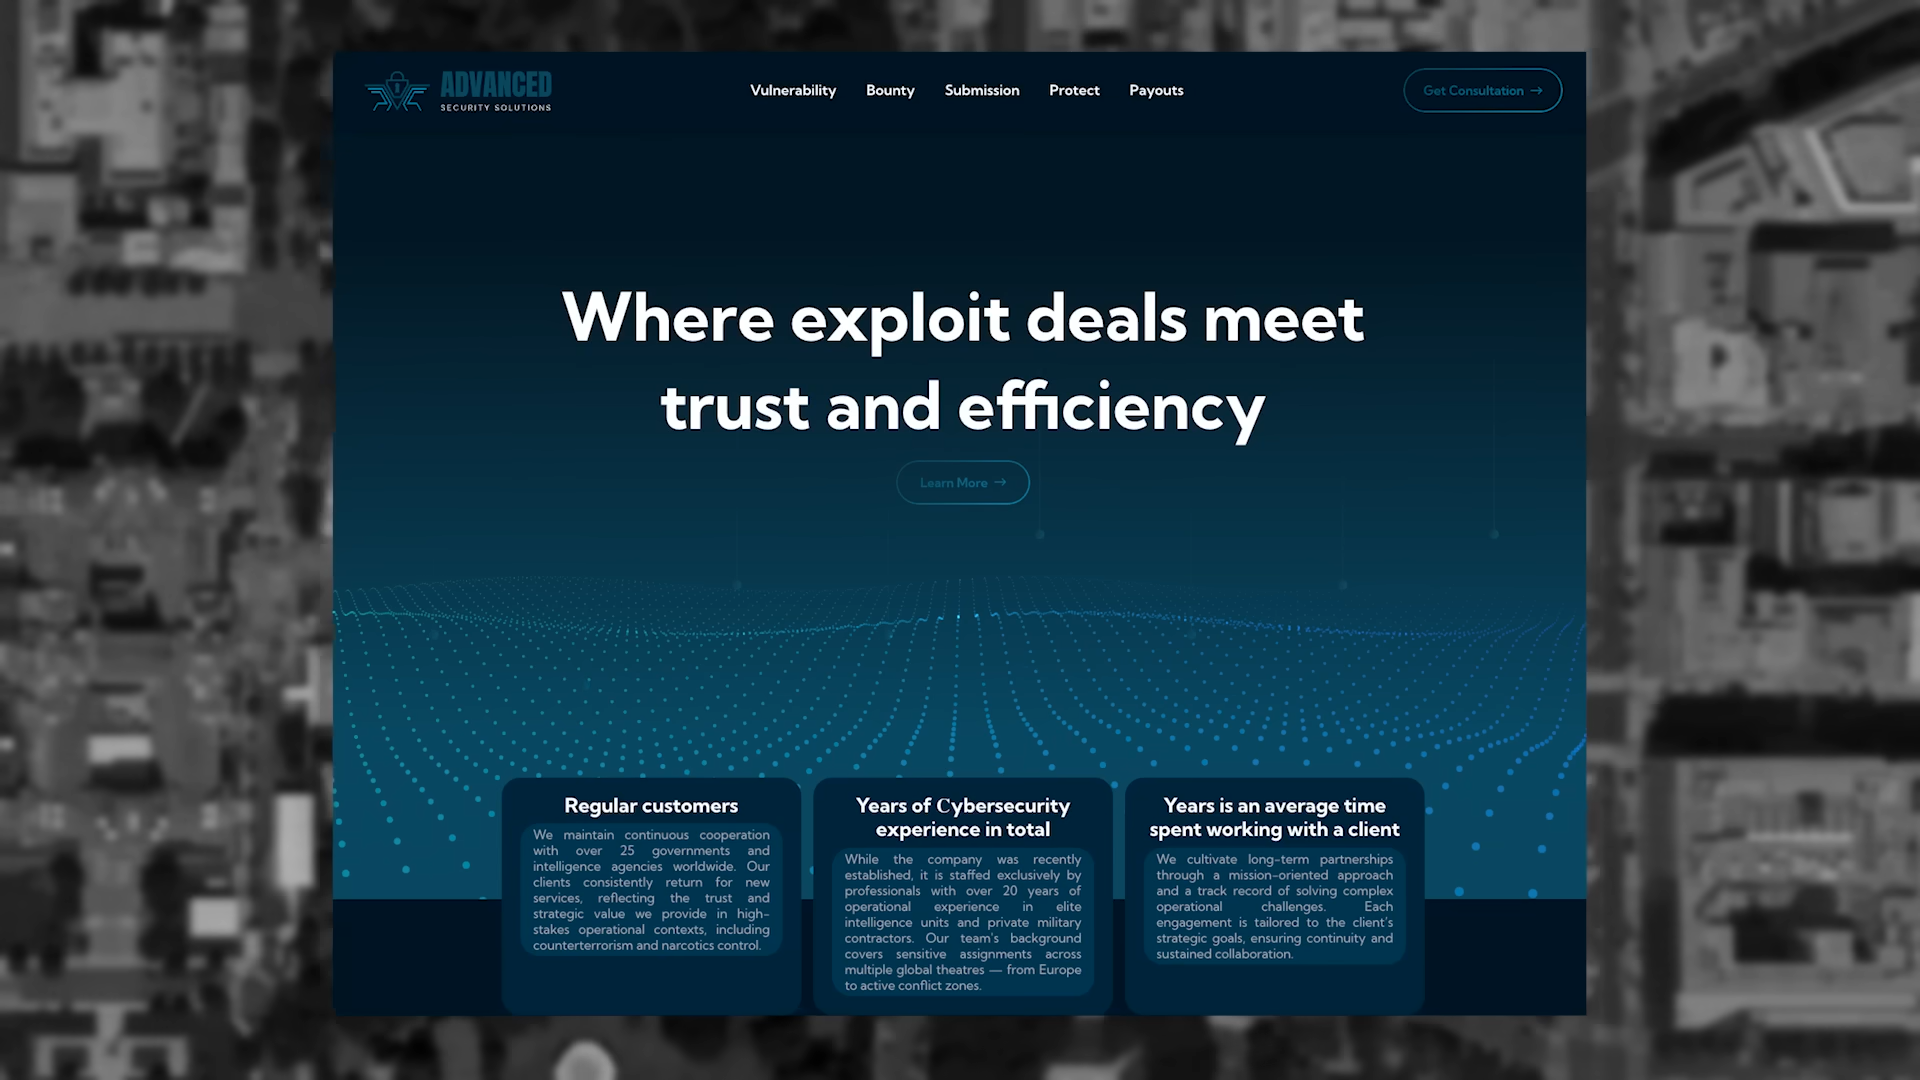 ADVANCED
SECURITY SOLUTIONS
Vulnerability Bounty Submission Protect Payouts
Get Consultation →
Where exploit deals meet
trust and efficiency
Learn More →
Regular customers
We maintain continuous cooperation
with over 25 governments and
intelligence agencies worldwide. Our
clients consistently return for new
services, reflecting the trust and
strategic value we provide in high-
stakes operational contexts, including
counterterrorism and narcotics control.
Years of Cybersecurity
experience in total
While the company was recently
established, it is staffed exclusively by
professionals with over 20 years of
operational experience in elite
intelligence units and private military
contractors. Our team's background
covers sensitive assignments across
multiple global theatres — from Europe
to active conflict zones.
Years is an average time
spent working with a client
We cultivate long-term partnerships
through a mission-oriented approach
and a track record of solving complex
operational challenges. Each
engagement is tailored to the client's
strategic goals, ensuring continuity and
sustained collaboration.